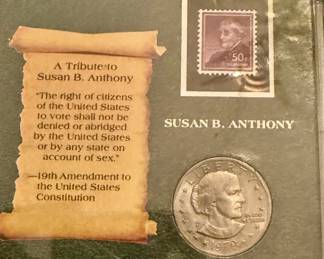 A Tribute to
Susan B. Anthony
"The right of citizens
of the United States
to vote shall not be
denied or abridged
by the United States
or by any state on
account of sex."
—19th Amendment to
the United States
Constitution
50¢
SUSAN B. ANTHONY
LIBERTY
1979